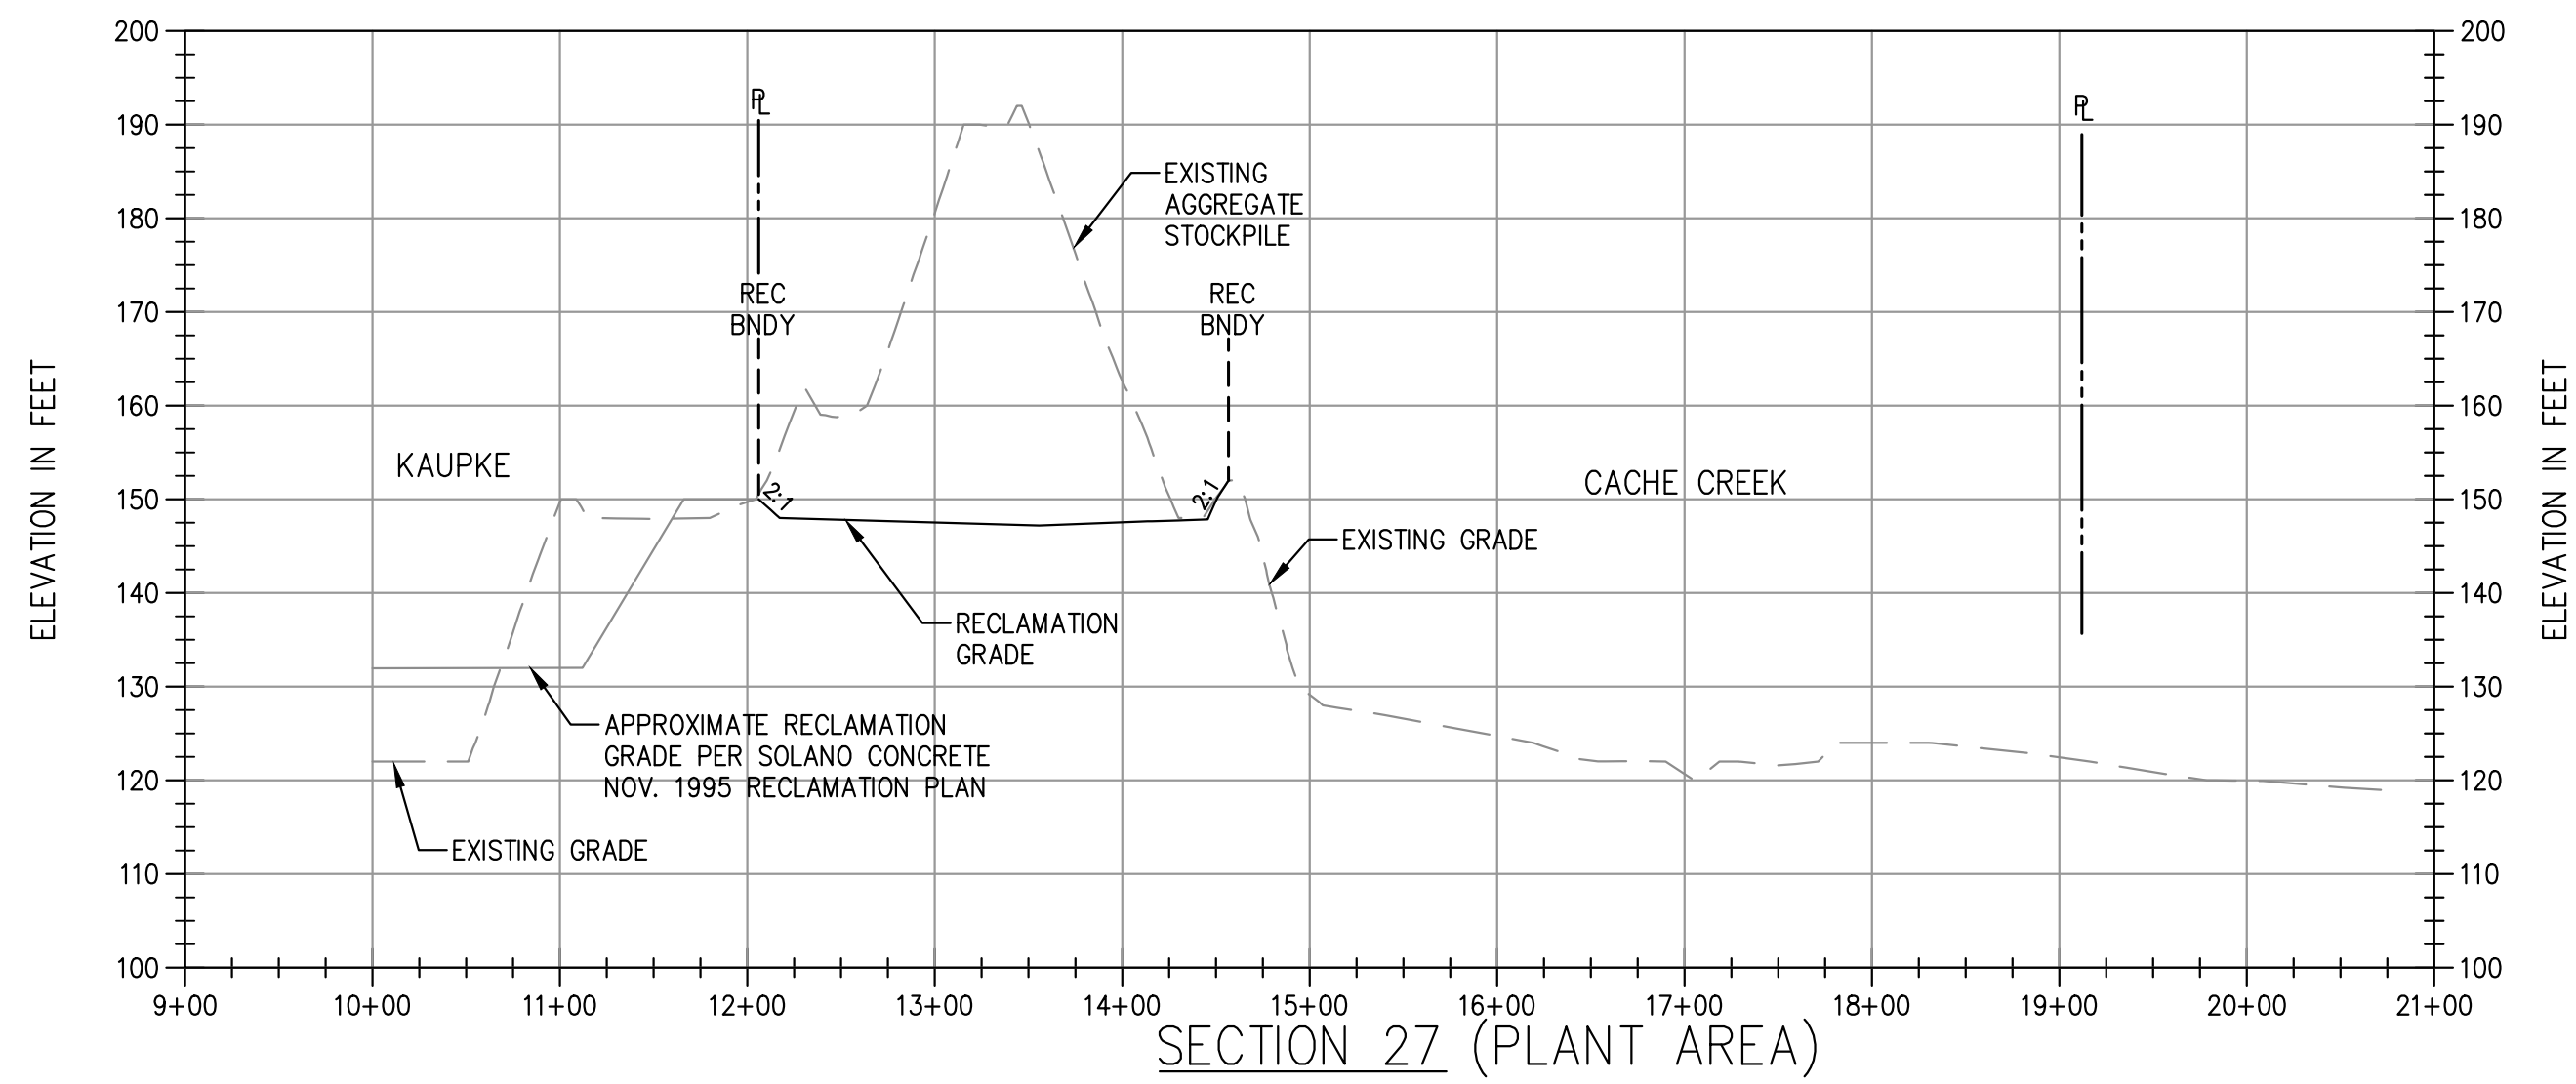 200
190
180
170
160
150
140
130
120
110
100
ELEVATION IN FEET
PL
REC
BNDY
2:1
KAUPKE
EXISTING
AGGREGATE
STOCKPILE
REC
BNDY
2:1
CACHE CREEK
PL
EXISTING GRADE
RECLAMATION
GRADE
APPROXIMATE RECLAMATION
GRADE PER SOLANO CONCRETE
NOV. 1995 RECLAMATION PLAN
EXISTING GRADE
200
190
180
170
160
150
140
130
120
110
100
ELEVATION IN FEET
9+00 10+00 11+00 12+00 13+00 14+00 15+00 16+00 17+00 18+00 19+00 20+00 21+00
SECTION 27 (PLANT AREA)